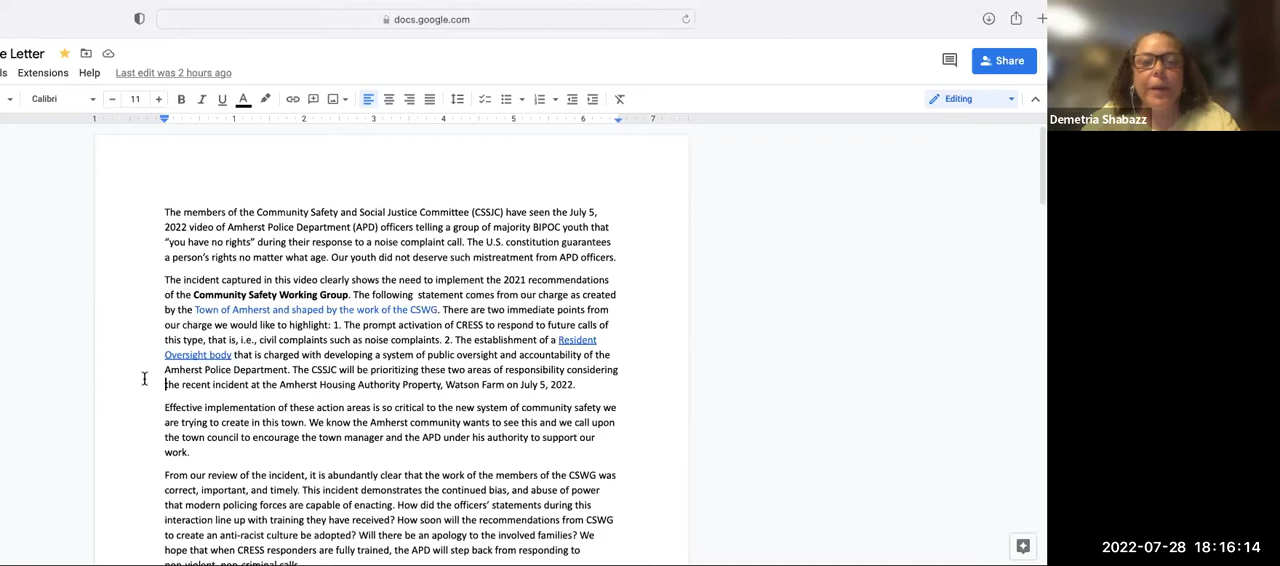 docs.google.com
e Letter
ls Extensions Help Last edit was 2 hours ago
Share
Calibri 11 B I U A Editing
1 1 2 3 4 5 6 7
Demetria Shabazz
The members of the Community Safety and Social Justice Committee (CSSJC) have seen the July 5,
2022 video of Amherst Police Department (APD) officers telling a group of majority BIPOC youth that
“you have no rights” during their response to a noise complaint call. The U.S. constitution guarantees
a person’s rights no matter what age. Our youth did not deserve such mistreatment from APD officers.
The incident captured in this video clearly shows the need to implement the 2021 recommendations
of the Community Safety Working Group. The following statement comes from our charge as created
by the Town of Amherst and shaped by the work of the CSWG. There are two immediate points from
our charge we would like to highlight: 1. The prompt activation of CRESS to respond to future calls of
this type, that is, i.e., civil complaints such as noise complaints. 2. The establishment of a Resident
Oversight body that is charged with developing a system of public oversight and accountability of the
Amherst Police Department. The CSSJC will be prioritizing these two areas of responsibility considering
the recent incident at the Amherst Housing Authority Property, Watson Farm on July 5, 2022.
Effective implementation of these action areas is so critical to the new system of community safety we
are trying to create in this town. We know the Amherst community wants to see this and we call upon
the town council to encourage the town manager and the APD under his authority to support our
work.
From our review of the incident, it is abundantly clear that the work of the members of the CSWG was
correct, important, and timely. This incident demonstrates the continued bias, and abuse of power
that modern policing forces are capable of enacting. How did the officers’ statements during this
interaction line up with training they have received? How soon will the recommendations from CSWG
to create an anti-racist culture be adopted? Will there be an apology to the involved families? We
hope that when CRESS responders are fully trained, the APD will step back from responding to
non-violent, non-criminal calls.
2022-07-28 18:16:14